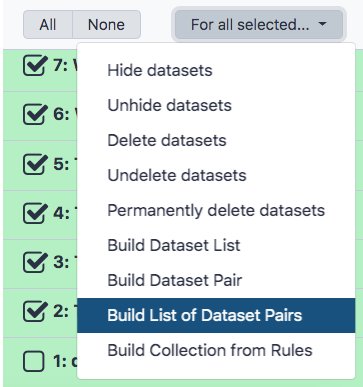 All None For all selected...
7:
Hide datasets
6:
Unhide datasets
Delete datasets
5:
Undelete datasets
4:
Permanently delete datasets
3:
Build Dataset List
Build Dataset Pair
2:
Build List of Dataset Pairs
1:
Build Collection from Rules